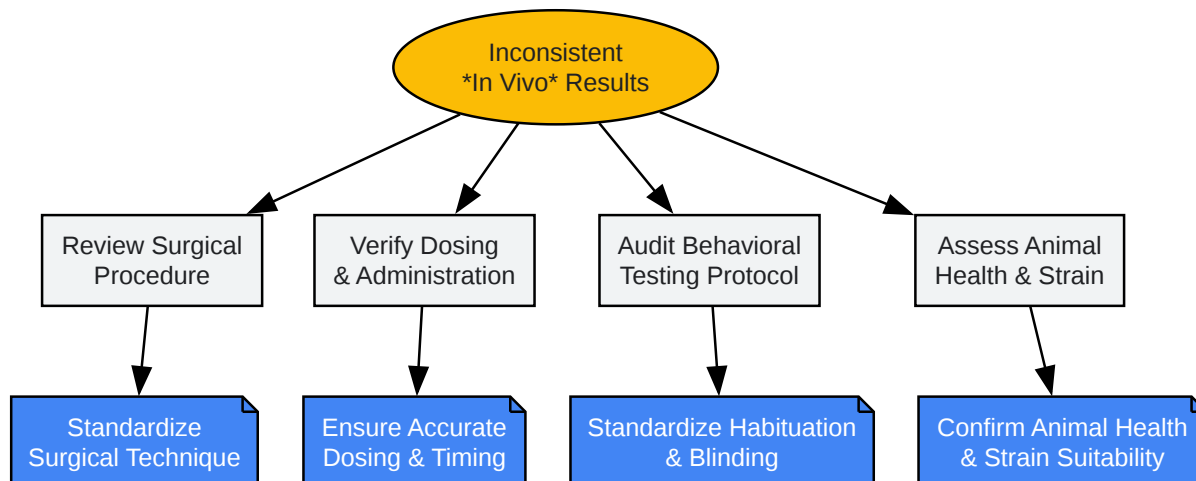 Inconsistent
*In Vivo* Results
Review Surgical
Procedure
Verify Dosing
& Administration
Audit Behavioral
Testing Protocol
Assess Animal
Health & Strain
Standardize
Surgical Technique
Ensure Accurate
Dosing & Timing
Standardize Habituation
& Blinding
Confirm Animal Health
& Strain Suitability